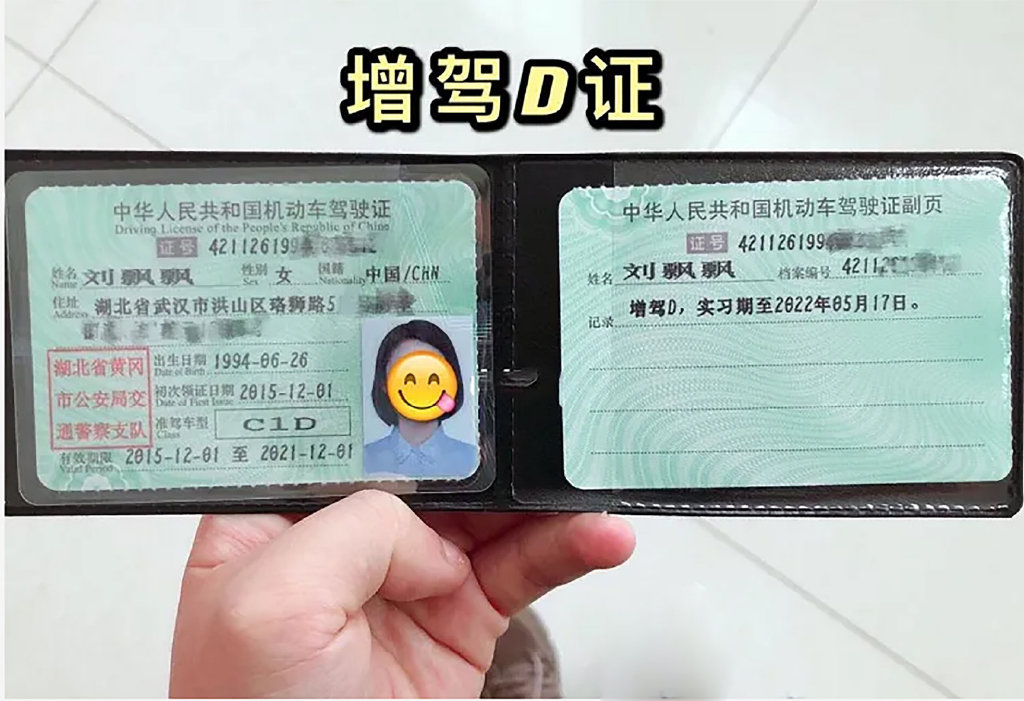 增驾D证
中华人民共和国机动车驾驶证
Driving License of the People's Republic of China
证号 421126199
姓名 刘飘飘 性别 女 国籍 中国/CHN
Name Sex Nationality
住址 湖北省武汉市洪山区珞狮路5
Address
湖北省黄冈
市公安局交
通警察支队
出生日期 1994-06-26
Date of Birth
初次领证日期 2015-12-01
Date of First Issue
准驾车型 C1D
Class
有效期限 2015-12-01 至 2021-12-01
Valid Period
中华人民共和国机动车驾驶证副页
证号 421126199
姓名 刘飘飘 档案编号 4211
增驾D，实习期至2022年05月17日。
记录